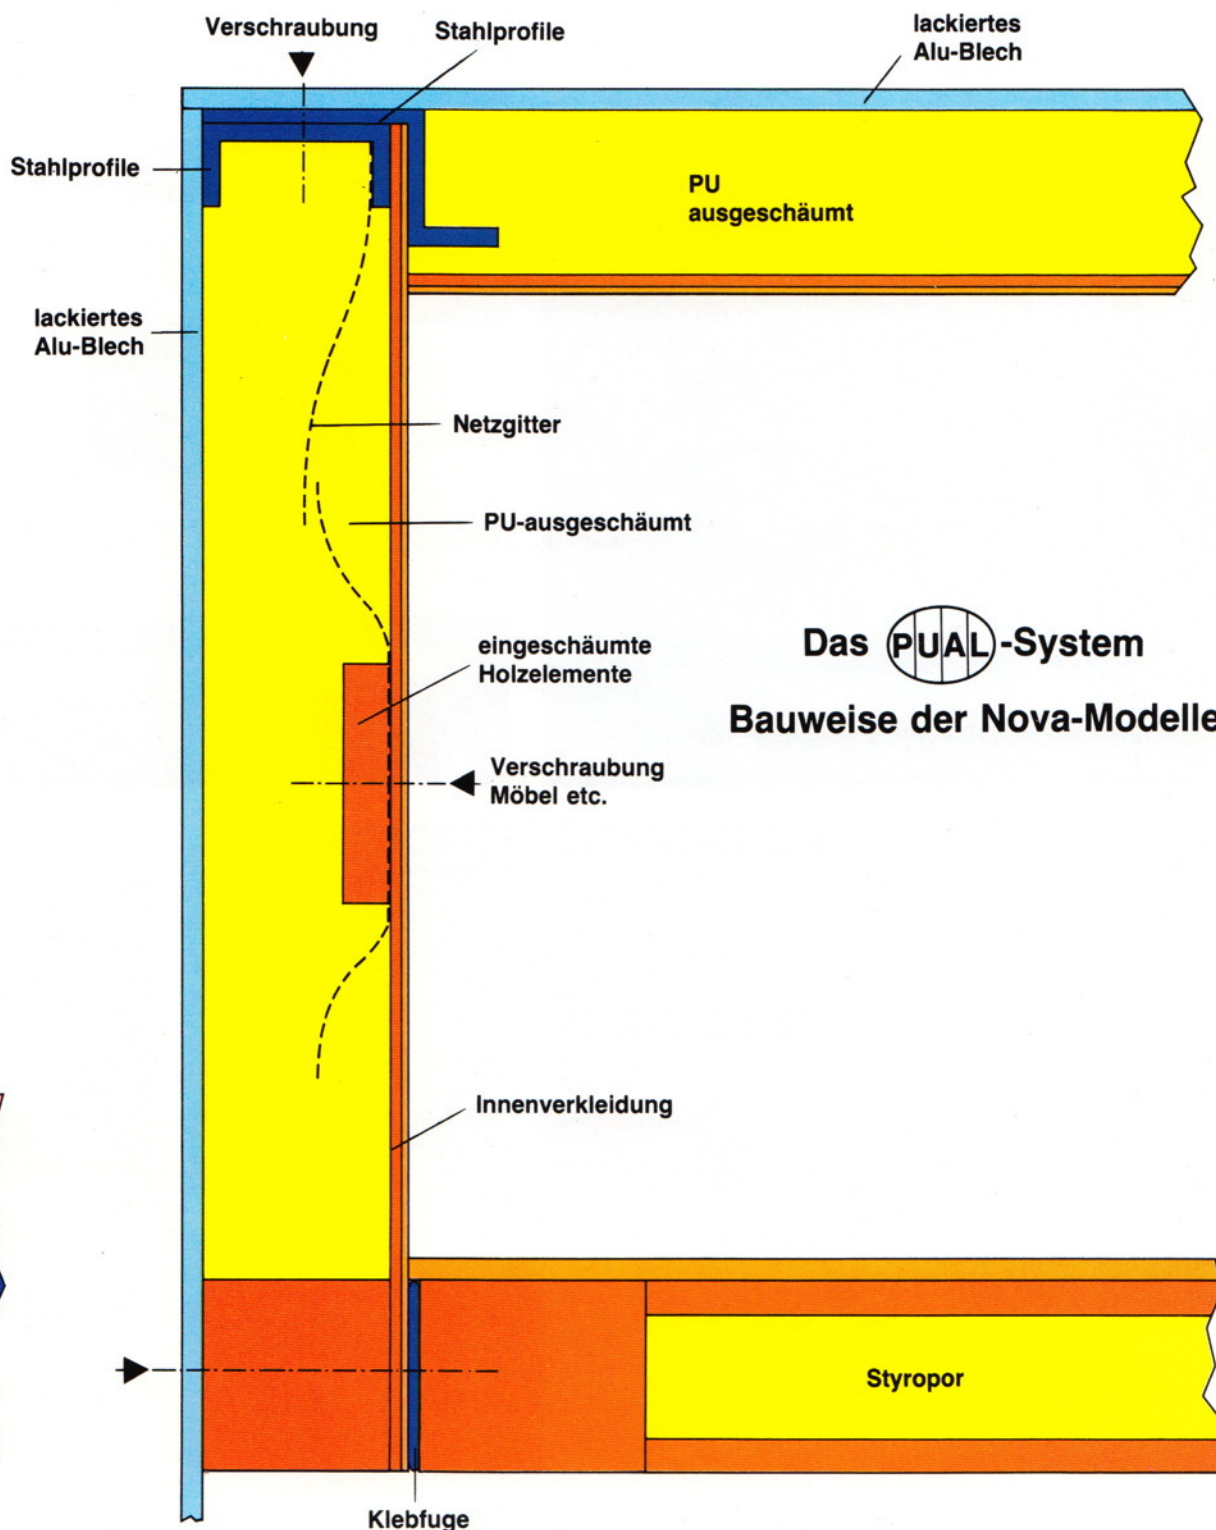 Verschraubung
Stahlprofile
lackiertes
Alu-Blech
Stahlprofile
PU
ausgeschäumt
lackiertes
Alu-Blech
Netzgitter
PU-ausgeschäumt
eingeschäumte
Holzelemente
Das PUAL-System
Bauweise der Nova-Modelle
Verschraubung
Möbel etc.
Innenverkleidung
Styropor
Klebfuge